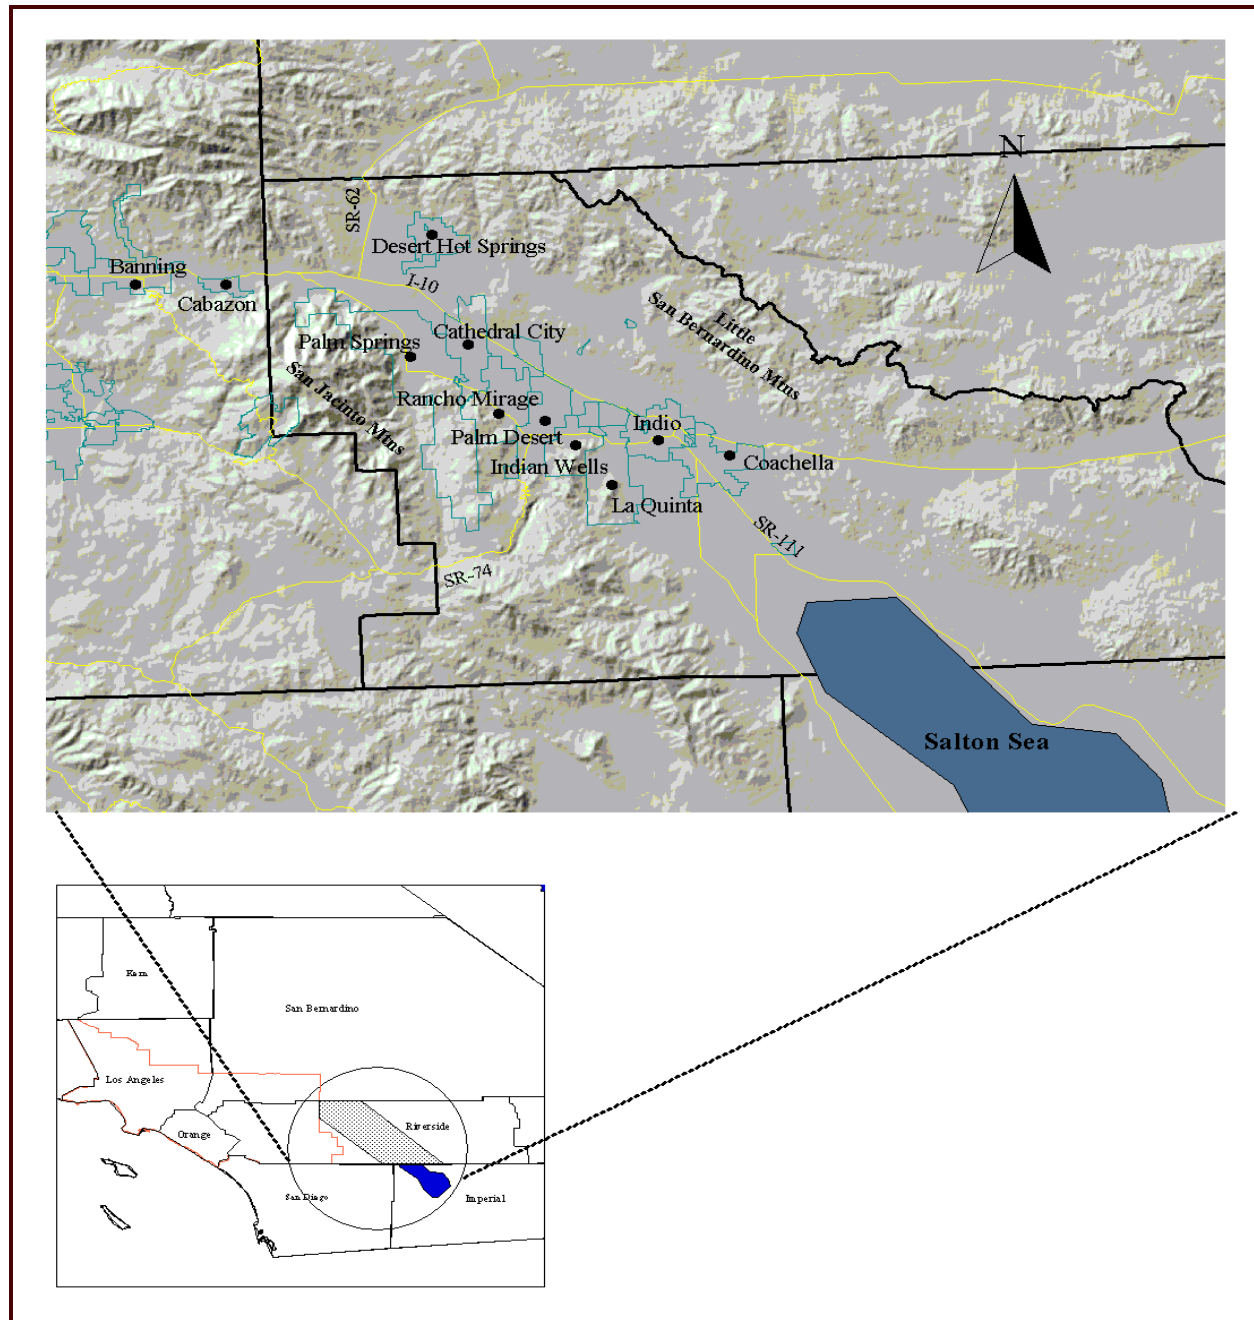 N
SR-62
Desert Hot Springs
Banning
Cabazon
I-10
Little
San Bernardino Mtns
Cathedral City
Palm Springs
San Jacinto Mtns
Rancho Mirage
Palm Desert
Indio
Indian Wells
Coachella
La Quinta
SR-111
SR-74
Salton Sea
Kern
San Bernardino
Los Angeles
Orange
Riverside
San Diego
Imperial